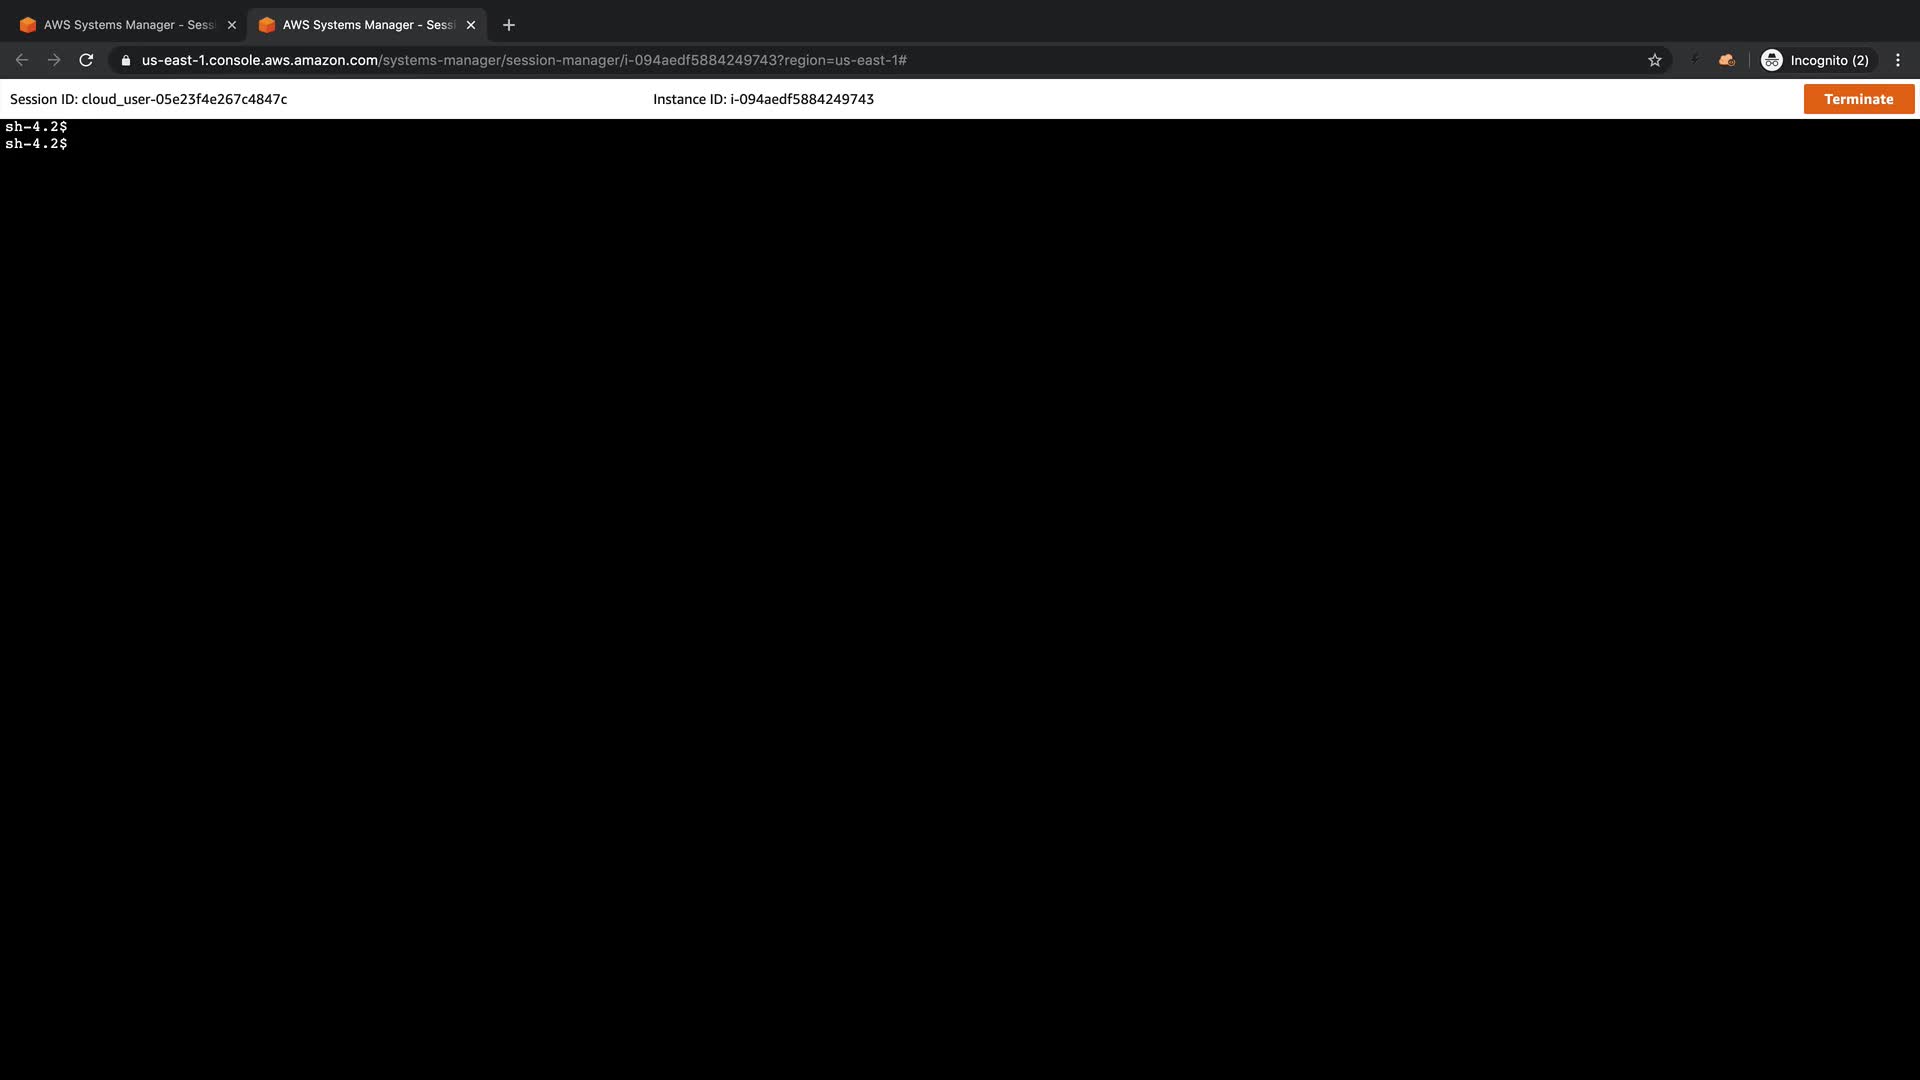 AWS Systems Manager - Sess
AWS Systems Manager - Sessi
us-east-1.console.aws.amazon.com/systems-manager/session-manager/i-094aedf5884249743?region=us-east-1#
Incognito (2)
Session ID: cloud_user-05e23f4e267c4847c
Instance ID: i-094aedf5884249743
Terminate
sh-4.2$
sh-4.2$